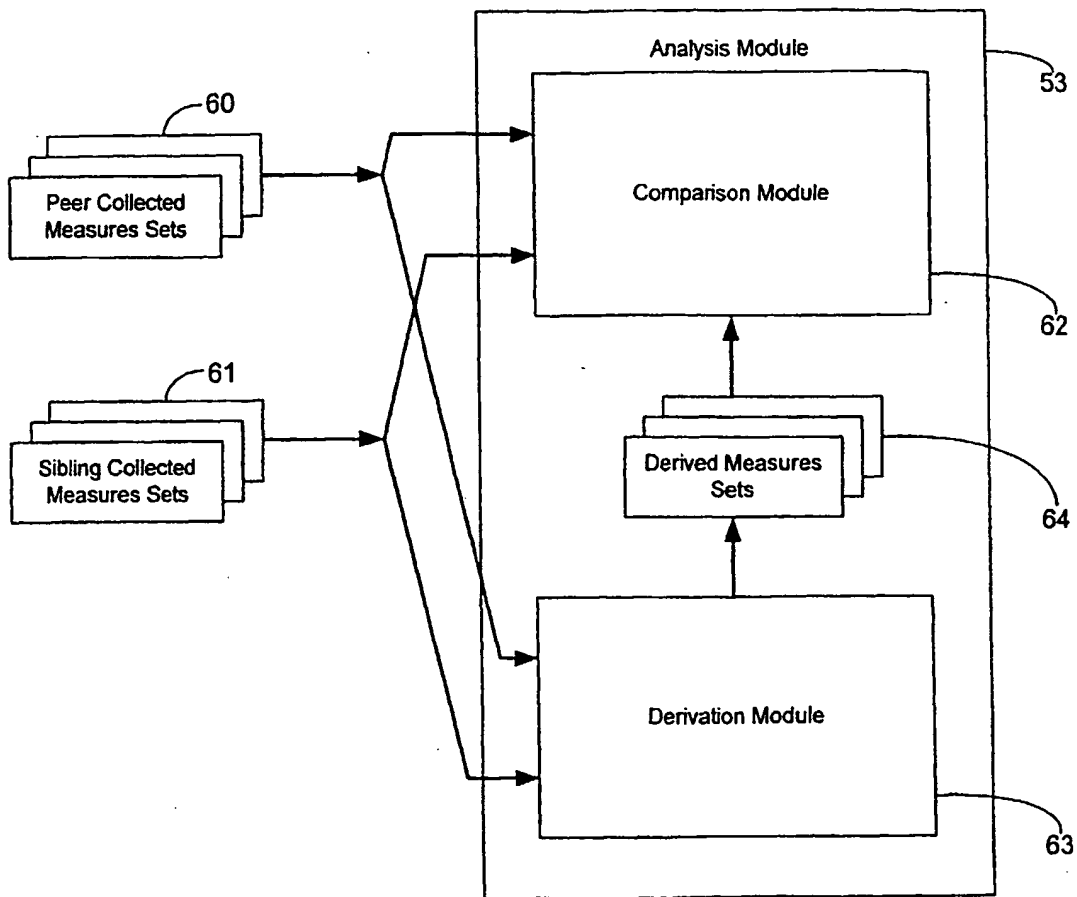 Analysis Module
53
60
Peer Collected
Measures Sets
Comparison Module
62
61
Sibling Collected
Measures Sets
Derived Measures
Sets
64
Derivation Module
63